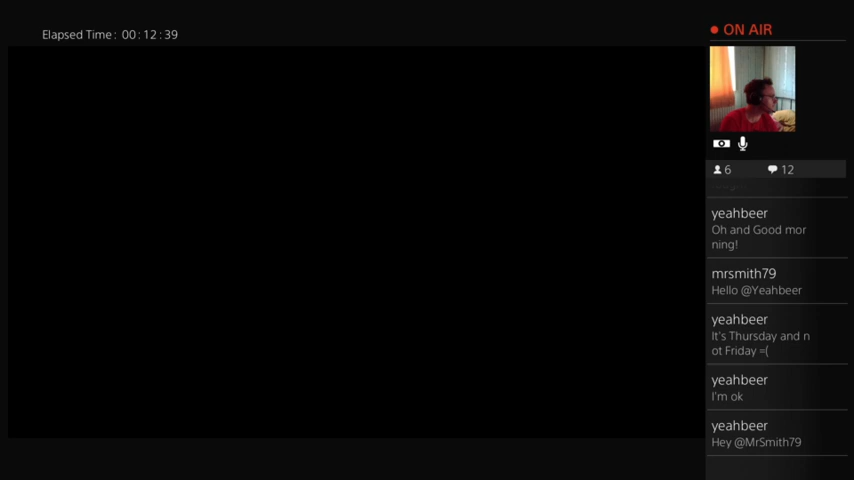 Elapsed Time: 00:12:39
ON AIR
6 12
yeahbeer
Oh and Good mor
ning!
mrsmith79
Hello @Yeahbeer
yeahbeer
It's Thursday and n
ot Friday =(
yeahbeer
I'm ok
yeahbeer
Hey @MrSmith79